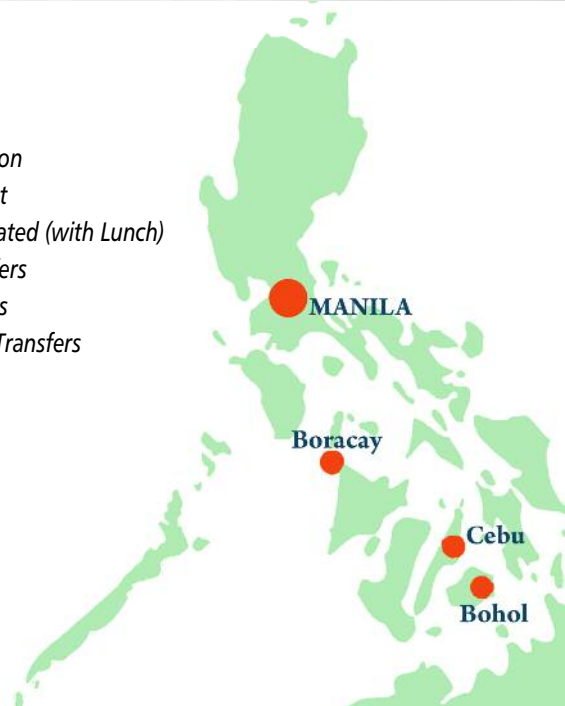 on
t
ated (with Lunch)
ers
s
Transfers
MANILA
Boracay
Cebu
Bohol